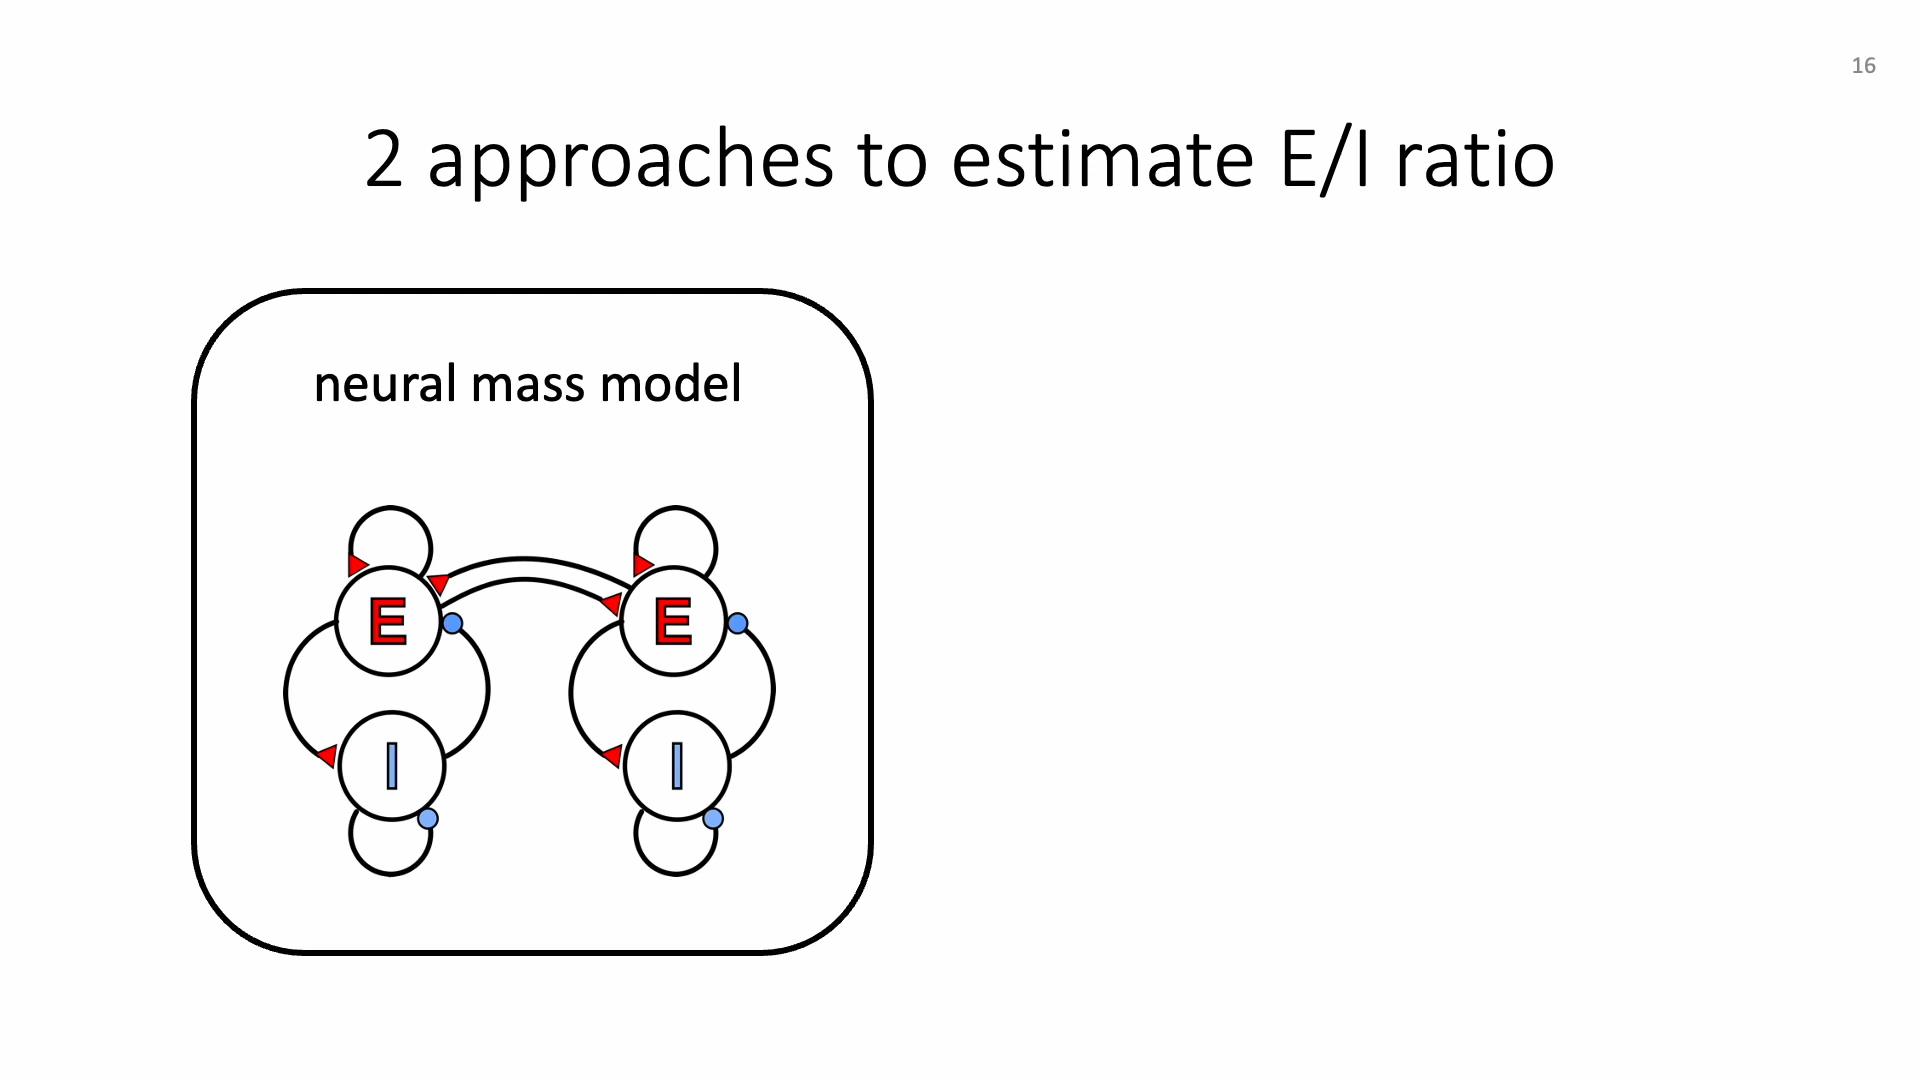 16
2 approaches to estimate E/I ratio
neural mass model
E E
I I